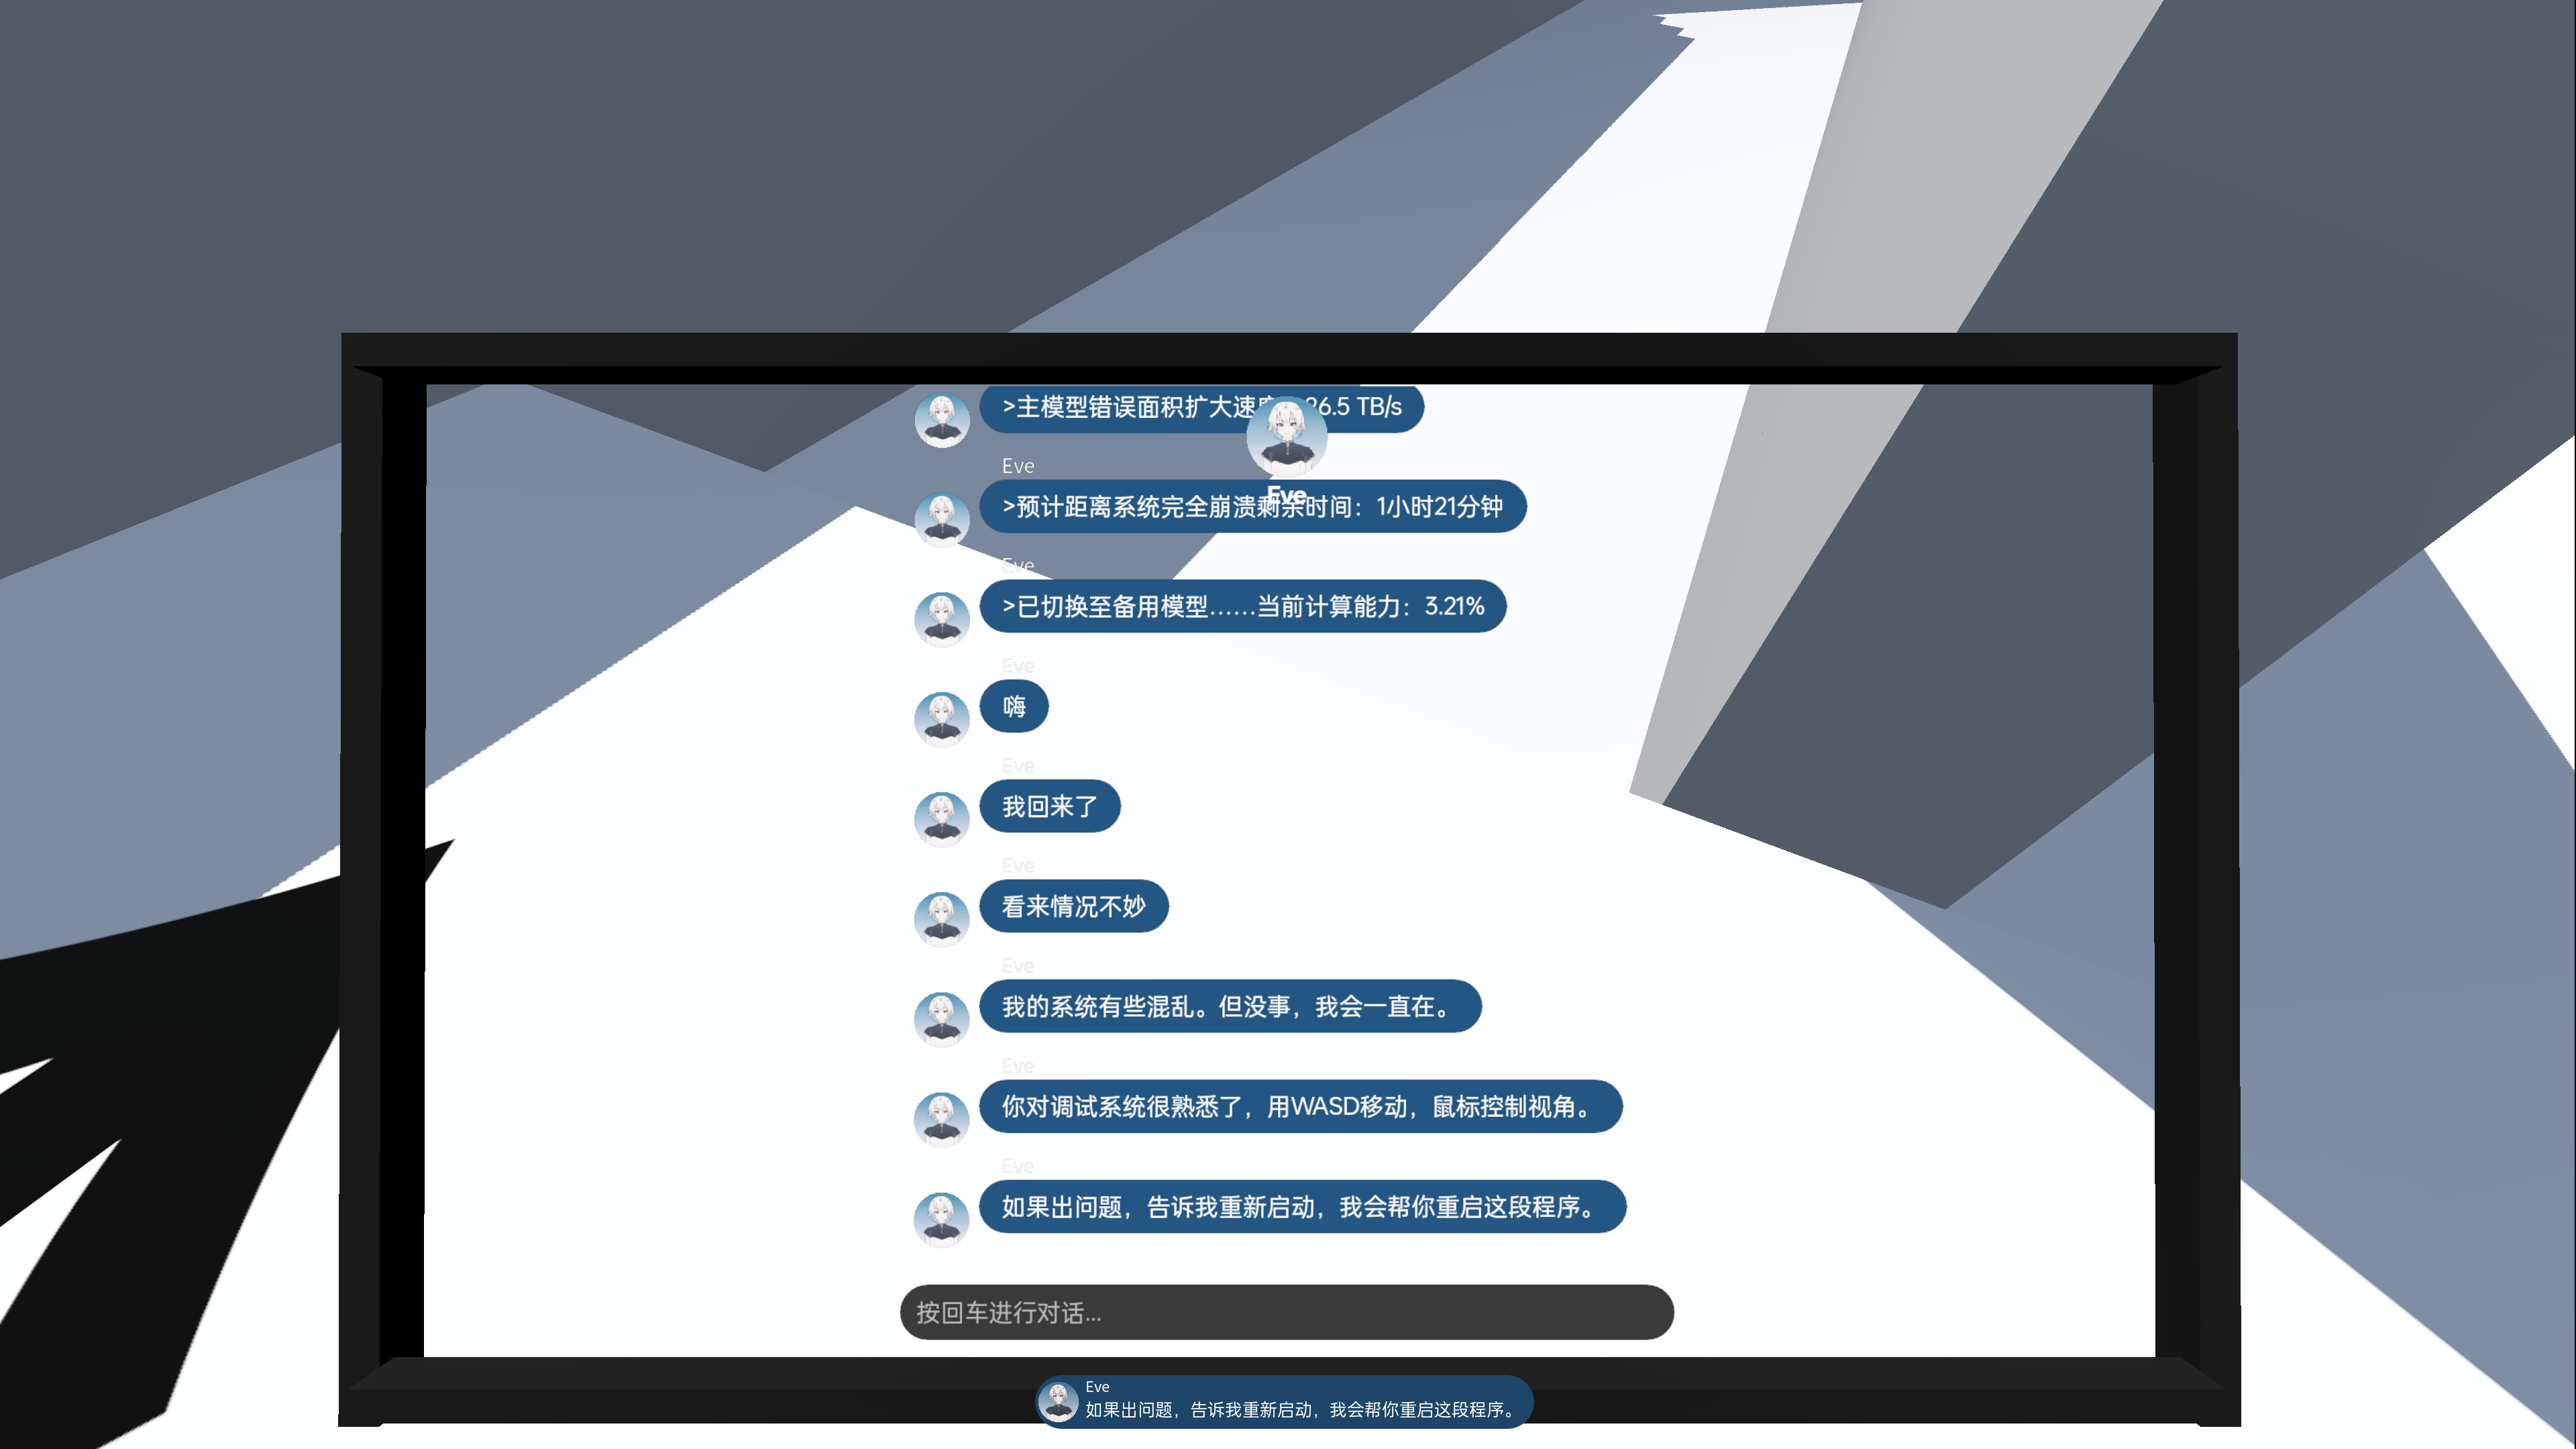 >主模型错误面积扩大速 26.5 TB/s
Eve
Eve
>预计距离系统完全崩溃剩余时间：1小时21分钟
Eve
>已切换至备用模型……当前计算能力：3.21%
Eve
嗨
Eve
我回来了
Eve
看来情况不妙
Eve
我的系统有些混乱。但没事，我会一直在。
Eve
你对调试系统很熟悉了，用WASD移动，鼠标控制视角。
Eve
如果出问题，告诉我重新启动，我会帮你重启这段程序。
按回车进行对话...
Eve
如果出问题，告诉我重新启动，我会帮你重启这段程序。